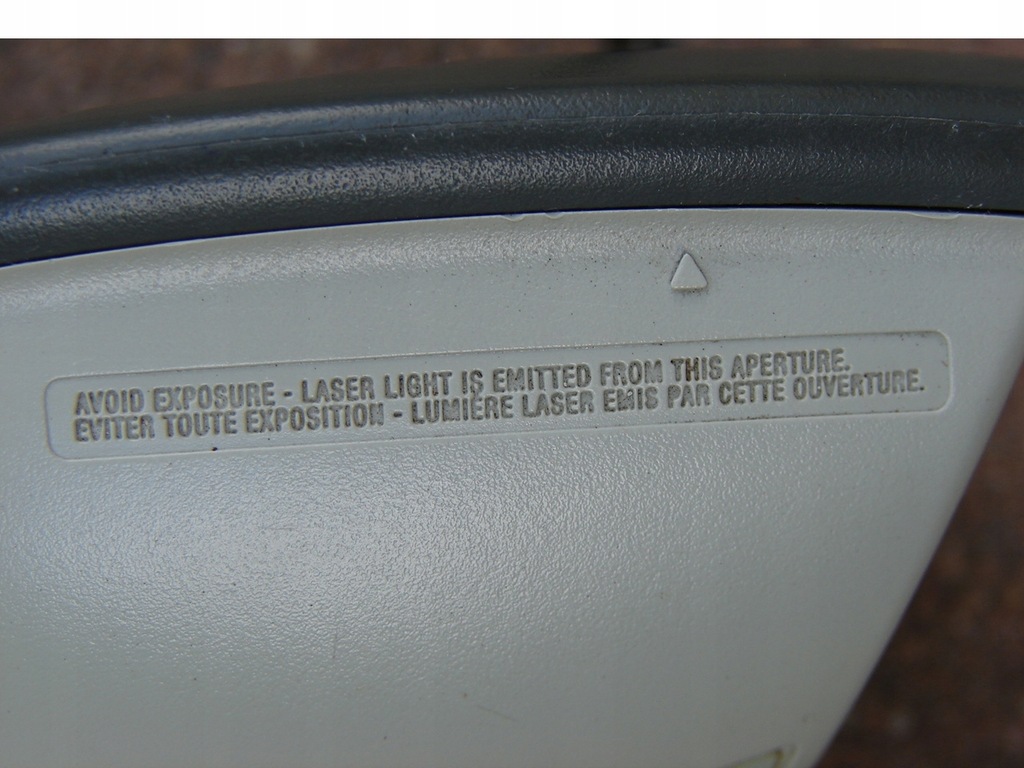 AVOID EXPOSURE - LASER LIGHT IS EMITTED FROM THIS APERTURE.
EVITER TOUTE EXPOSITION - LUMIÈRE LASER EMIS PAR CETTE OUVERTURE.